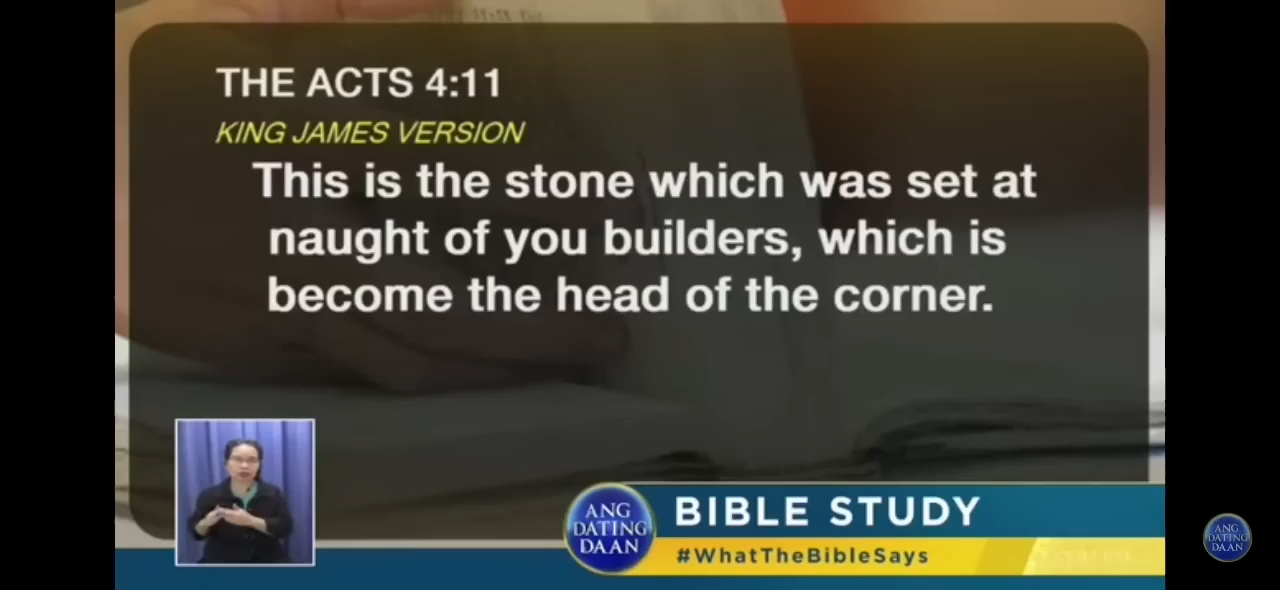 THE ACTS 4:11
KING JAMES VERSION
This is the stone which was set at
naught of you builders, which is
become the head of the corner.
ANG
DATING
DAAN
BIBLE STUDY
#WhatTheBibleSays
ANG
DATING
DAAN